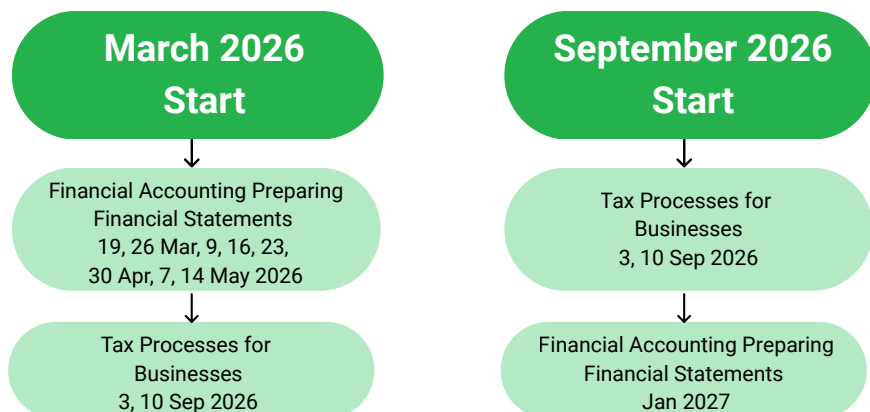 March 2026
Start
Financial Accounting Preparing
Financial Statements
19, 26 Mar, 9, 16, 23,
30 Apr, 7, 14 May 2026
Tax Processes for
Businesses
3, 10 Sep 2026
September 2026
Start
Tax Processes for
Businesses
3, 10 Sep 2026
Financial Accounting Preparing
Financial Statements
Jan 2027